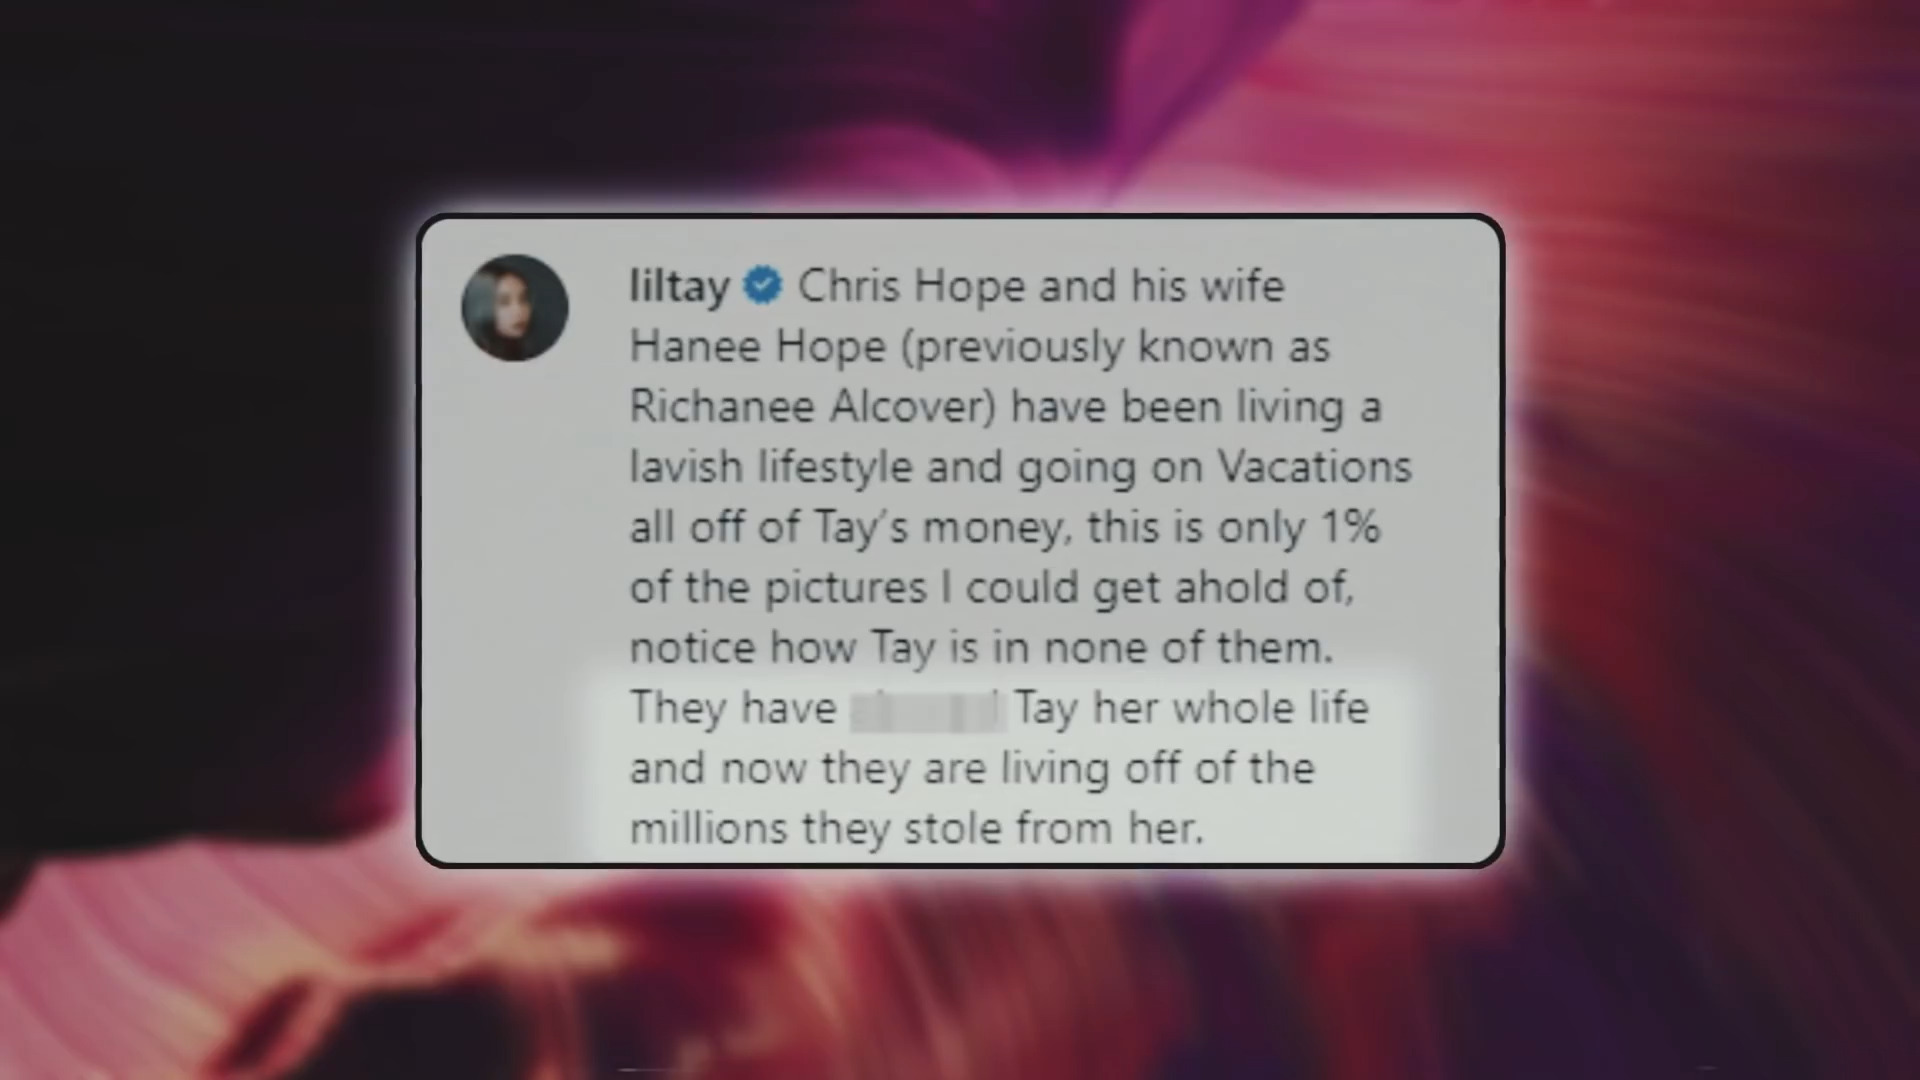 liltay Chris Hope and his wife
Hanee Hope (previously known as
Richanee Alcover) have been living a
lavish lifestyle and going on Vacations
all off of Tay's money, this is only 1%
of the pictures I could get ahold of,
notice how Tay is in none of them.
They have Tay her whole life
and now they are living off of the
millions they stole from her.